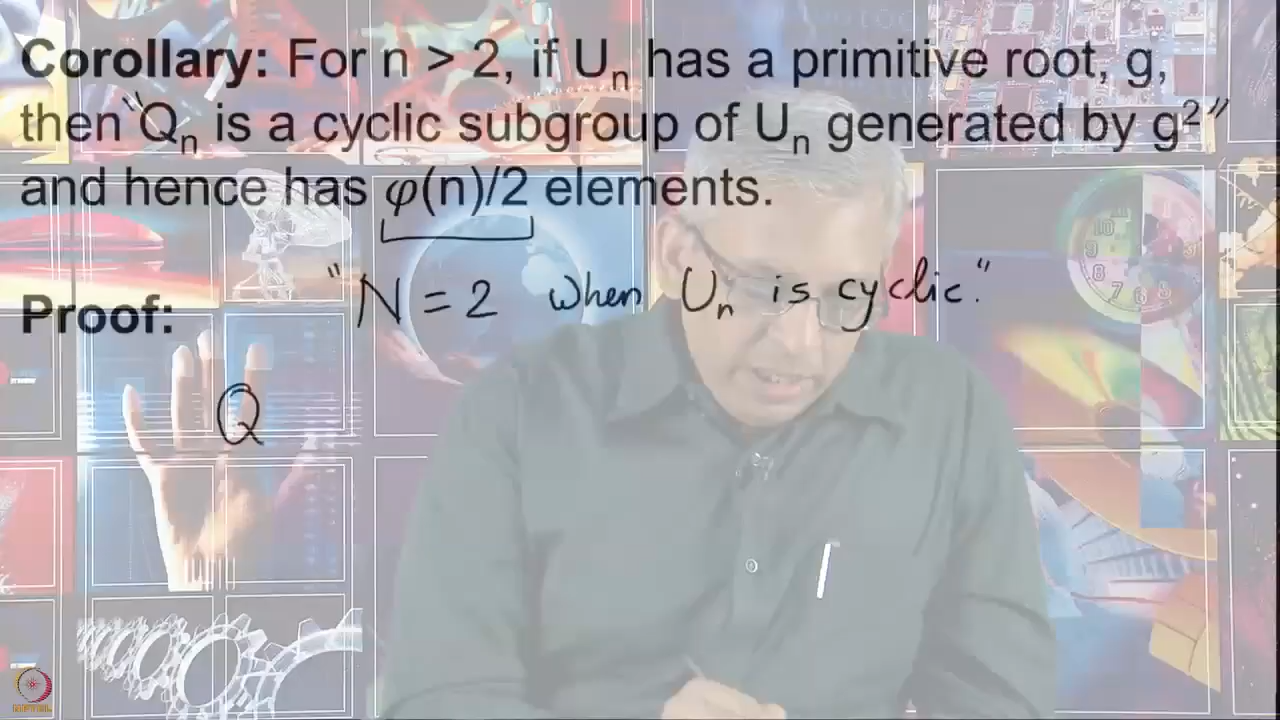 Corollary: For n > 2, if Uₙ has a primitive root, g,
then "Qₙ is a cyclic subgroup of Uₙ generated by g²"
and hence has φ(n)/2 elements.
"N = 2 when Uₙ is cyclic."
Proof:
Q